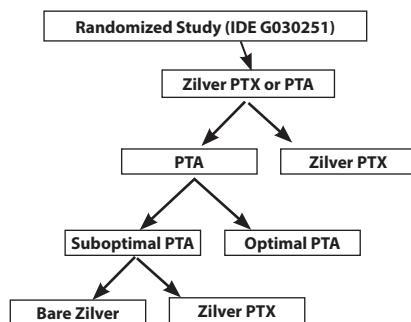 Randomized Study (IDE G030251)
Zilver PTX or PTA
PTA
Zilver PTX
Suboptimal PTA
Optimal PTA
Bare Zilver
Zilver PTX